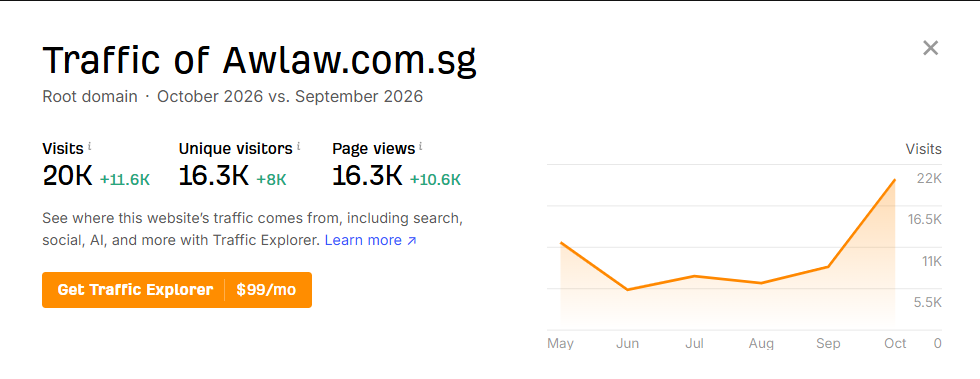 Traffic of Awlaw.com.sg
Root domain · October 2026 vs. September 2026
Visits i Unique visitors i Page views i
20K +11.6K 16.3K +8K 16.3K +10.6K
See where this website's traffic comes from, including search,
social, AI, and more with Traffic Explorer. Learn more ↗
Get Traffic Explorer $99/mo
Visits
22K
16.5K
11K
5.5K
May Jun Jul Aug Sep Oct 0